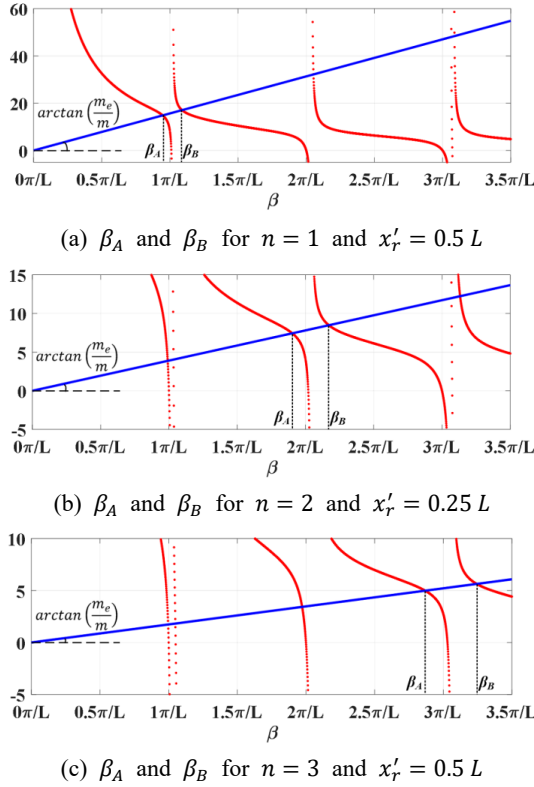 60
40
20
0
arctan(m_e/m)
β_A
β_B
0π/L 0.5π/L 1π/L 1.5π/L 2π/L 2.5π/L 3π/L 3.5π/L
β
(a) β_A and β_B for n = 1 and x′_r = 0.5 L
15
10
5
0
-5
arctan(m_e/m)
β_A
β_B
0π/L 0.5π/L 1π/L 1.5π/L 2π/L 2.5π/L 3π/L 3.5π/L
β
(b) β_A and β_B for n = 2 and x′_r = 0.25 L
10
5
0
-5
arctan(m_e/m)
β_A
β_B
0π/L 0.5π/L 1π/L 1.5π/L 2π/L 2.5π/L 3π/L 3.5π/L
β
(c) β_A and β_B for n = 3 and x′_r = 0.5 L